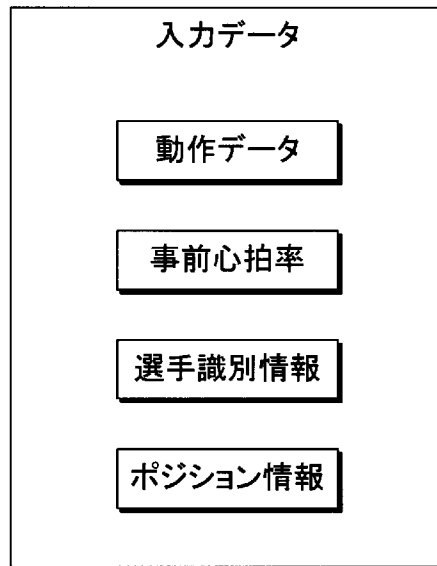 入力データ
動作データ
事前心拍率
選手識別情報
ポジション情報